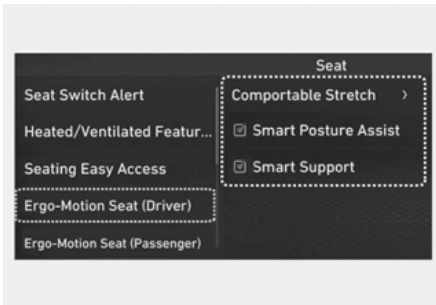 Seat
Seat Switch Alert
Heated/Ventilated Featur...
Seating Easy Access
Ergo-Motion Seat (Driver)
Ergo-Motion Seat (Passenger)
Comportable Stretch >
Smart Posture Assist
Smart Support